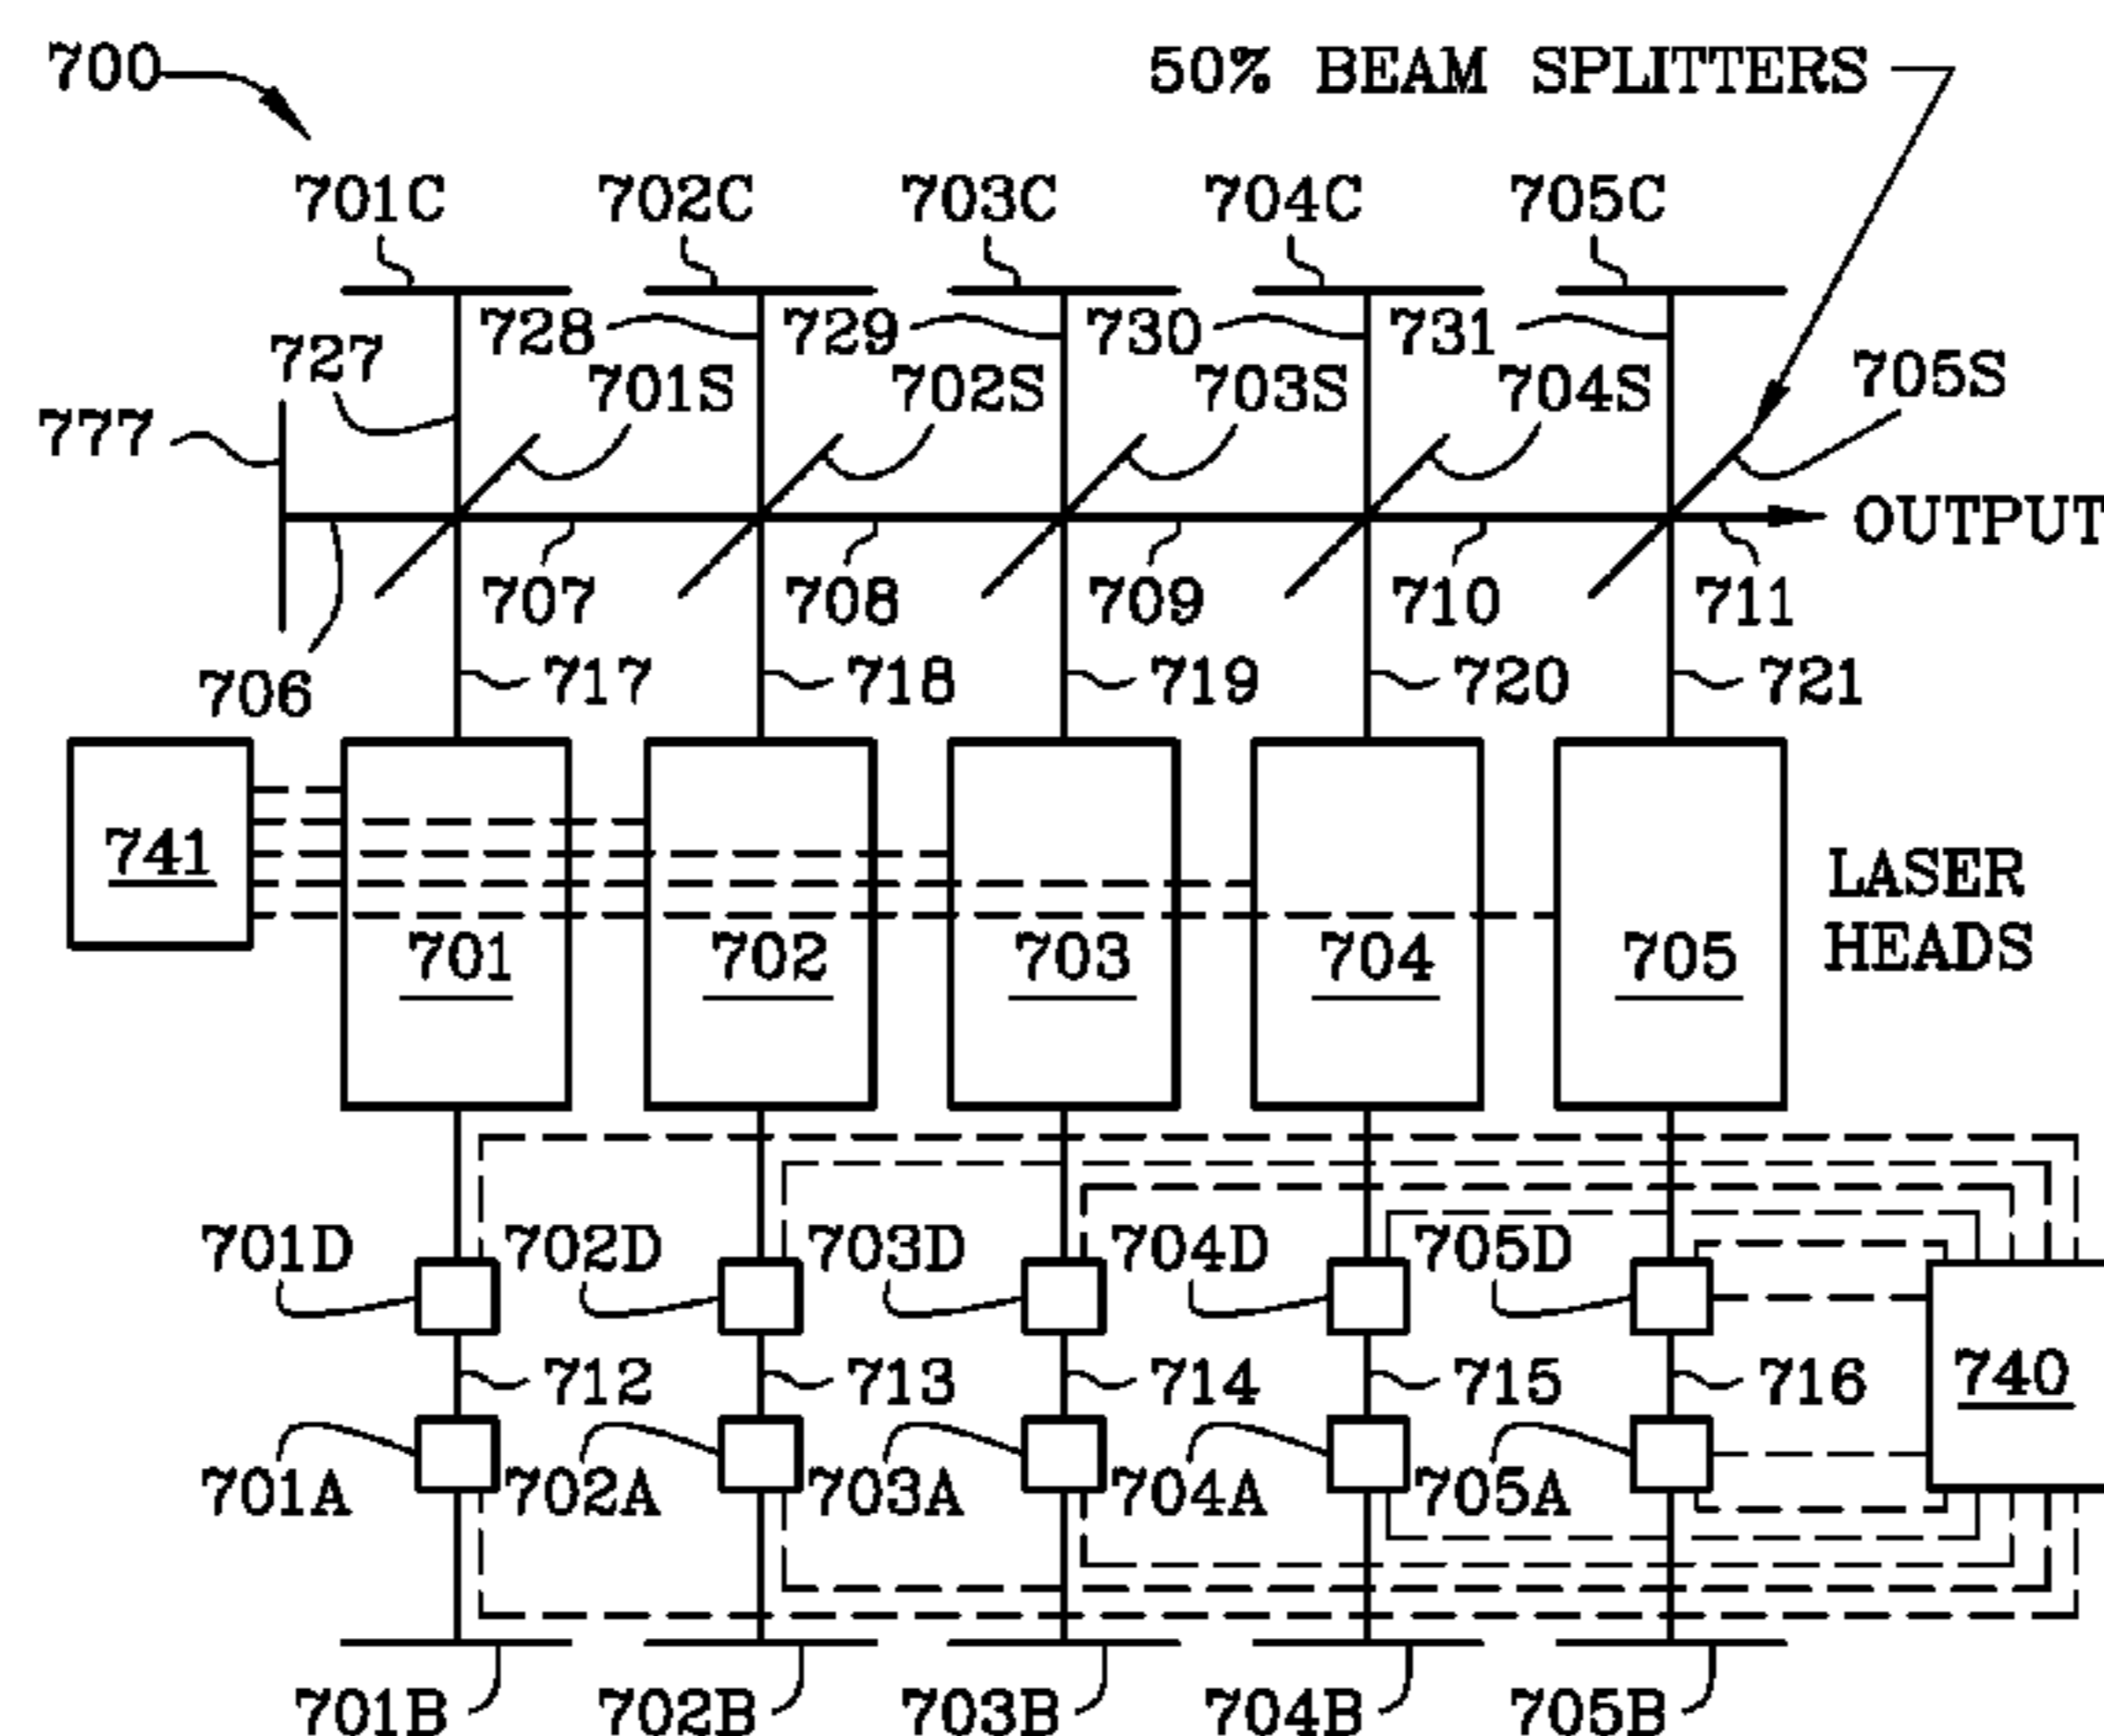 700
50% BEAM SPLITTERS
701C 702C 703C 704C 705C
727 728 729 730 731
777 701S 702S 703S 704S 705S
OUTPUT
707 708 709 710 711
706 717 718 719 720 721
741
LASER
HEADS
701 702 703 704 705
701D 702D 703D 704D 705D
712 713 714 715 716 740
701A 702A 703A 704A 705A
701B 702B 703B 704B 705B